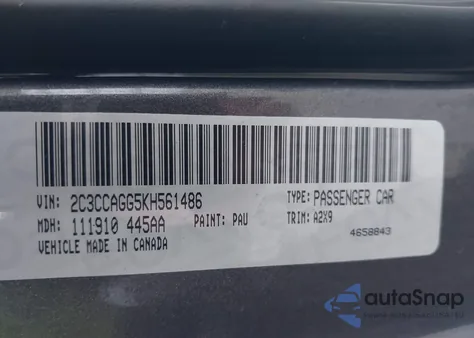 VIN: 2C3CCAGG5KH561486 TYPE: PASSENGER CAR
MDH: 111910 445AA PAINT: PAU TRIM: A2X9
VEHICLE MADE IN CANADA 4658843
autoSnap